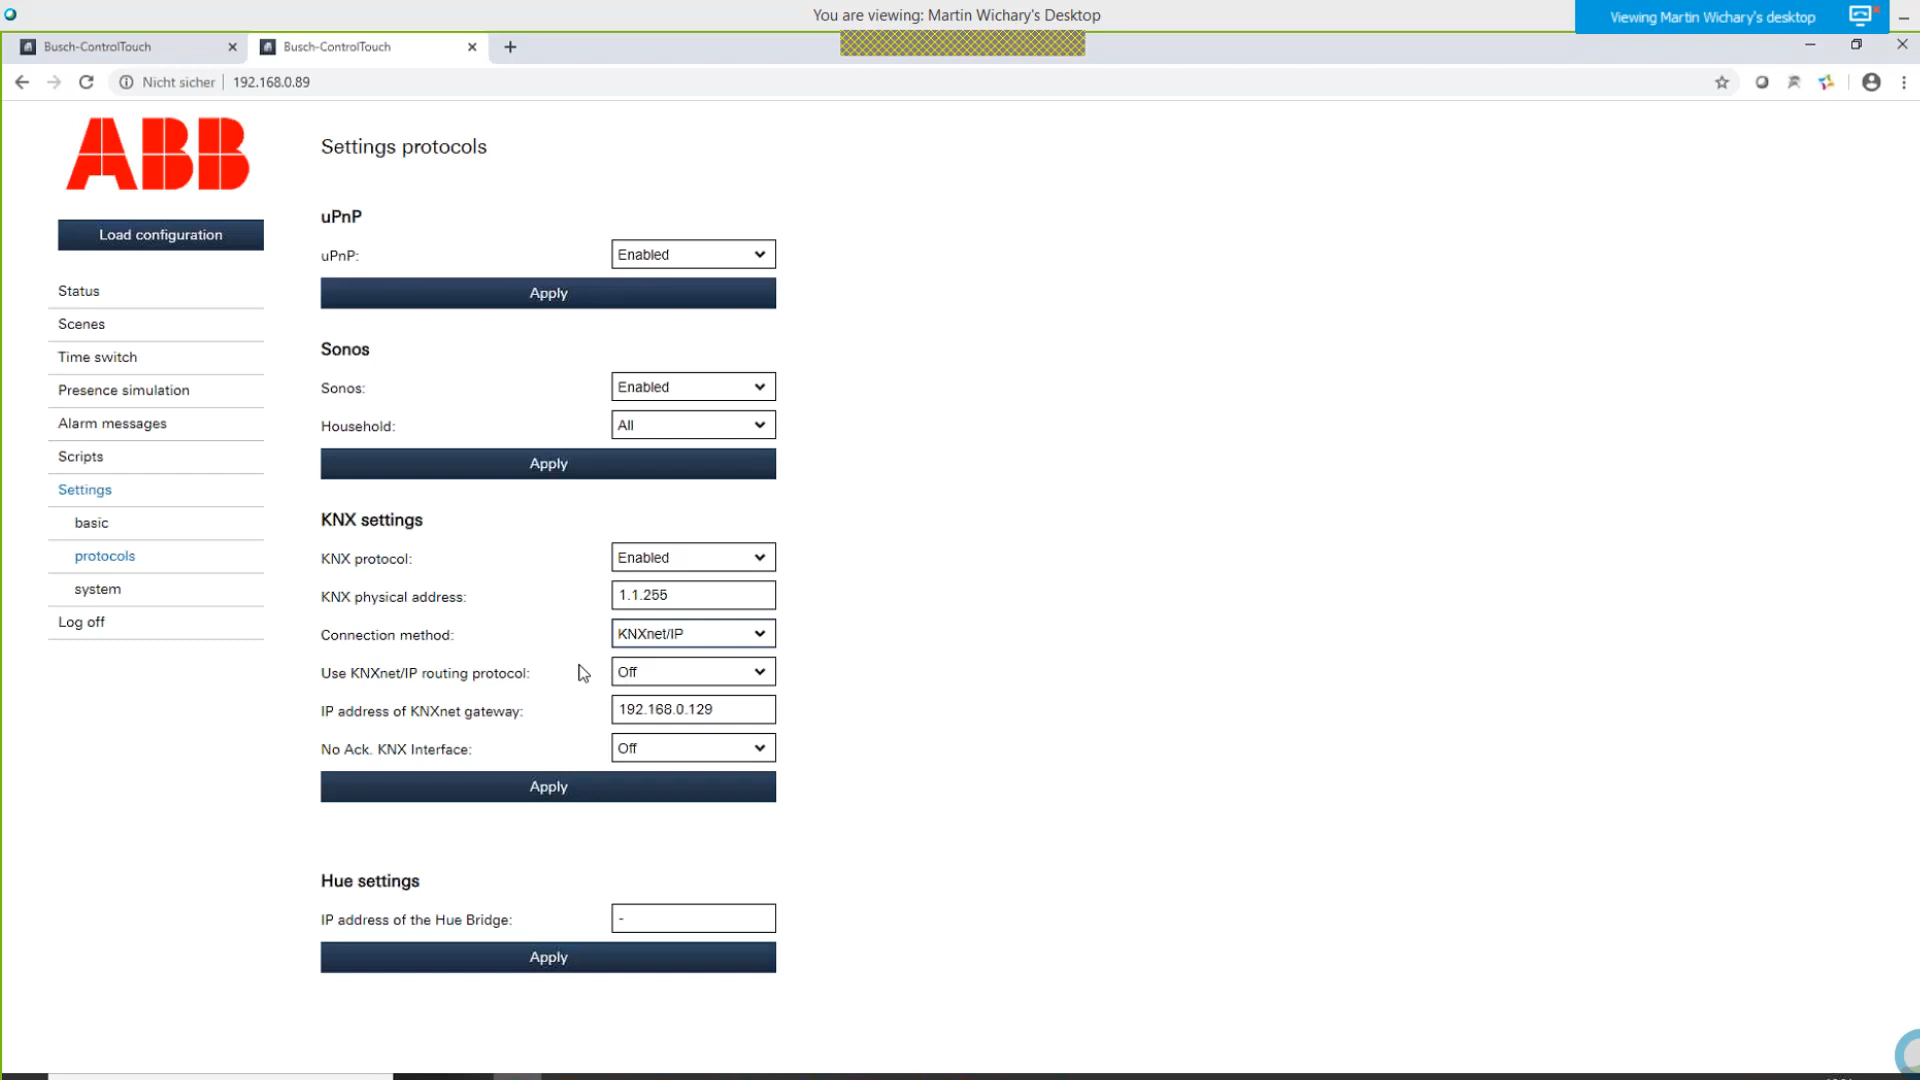 You are viewing: Martin Wichary's Desktop
Viewing Martin Wichary's desktop
Busch-ControlTouch
Busch-ControlTouch
Nicht sicher
192.168.0.89
ABB
Load configuration
Status
Scenes
Time switch
Presence simulation
Alarm messages
Scripts
Settings
basic
protocols
system
Log off
Settings protocols
uPnP
uPnP: Enabled
Apply
Sonos
Sonos: Enabled
Household: All
Apply
KNX settings
KNX protocol: Enabled
KNX physical address: 1.1.255
Connection method: KNXnet/IP
Use KNXnet/IP routing protocol: Off
IP address of KNXnet gateway: 192.168.0.129
No Ack. KNX Interface: Off
Apply
Hue settings
IP address of the Hue Bridge: -
Apply